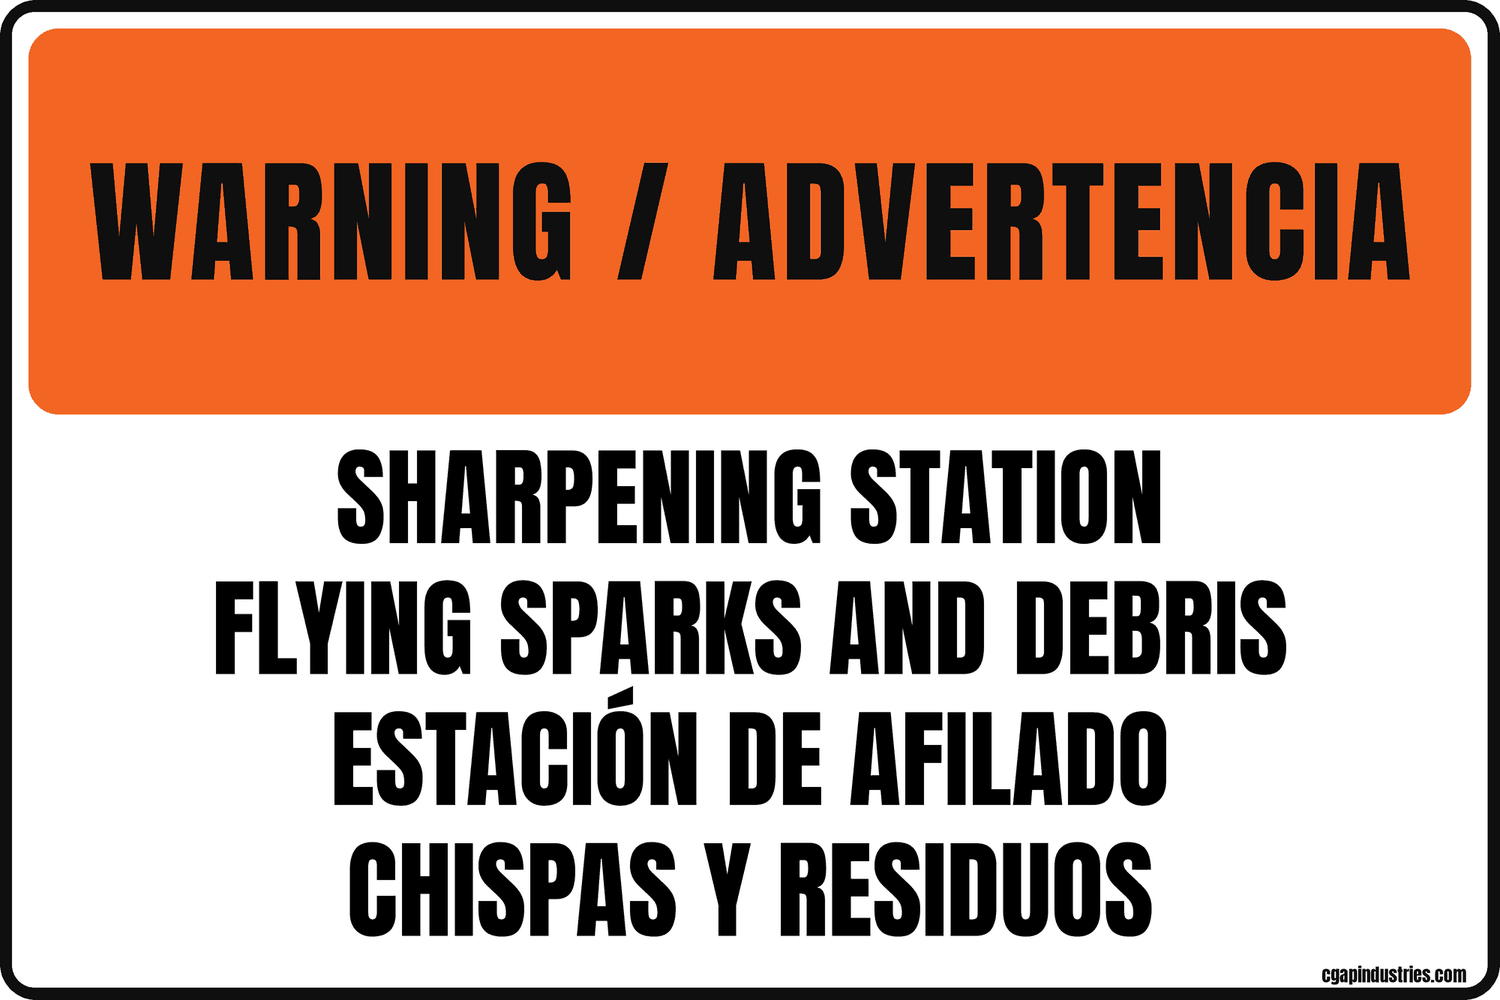 WARNING / ADVERTENCIA
SHARPENING STATION
FLYING SPARKS AND DEBRIS
ESTACIÓN DE AFILADO
CHISPAS Y RESIDUOS
cgapindustries.com